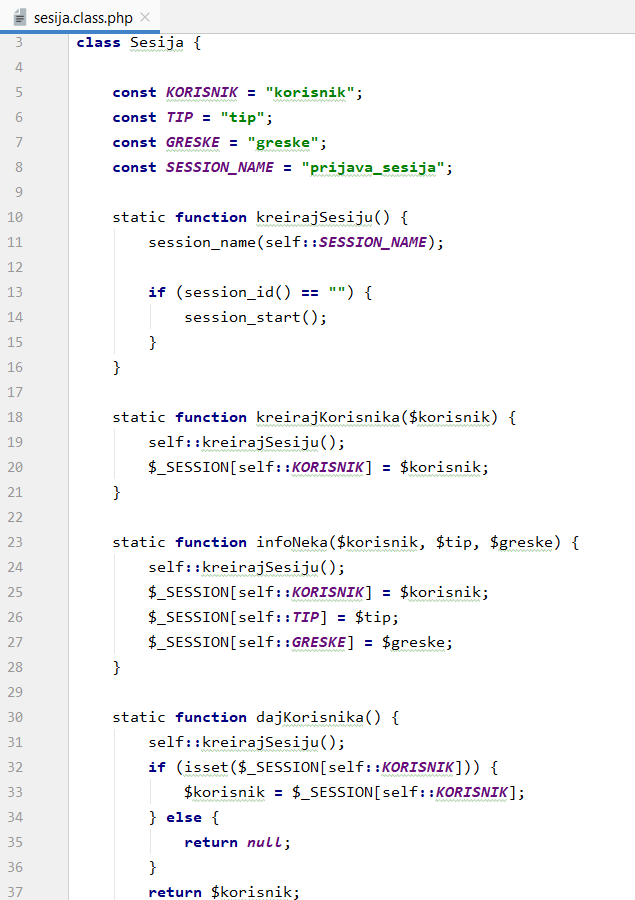 sesija.class.php
3 class Sesija {
4
5     const KORISNIK = "korisnik";
6     const TIP = "tip";
7     const GRESKE = "greske";
8     const SESSION_NAME = "prijava_sesija";
9
10     static function kreirajSesiju() {
11         session_name(self::SESSION_NAME);
12
13         if (session_id() == "") {
14             session_start();
15         }
16     }
17
18     static function kreirajKorisnika($korisnik) {
19         self::kreirajSesiju();
20         $_SESSION[self::KORISNIK] = $korisnik;
21     }
22
23     static function infoNeka($korisnik, $tip, $greske) {
24         self::kreirajSesiju();
25         $_SESSION[self::KORISNIK] = $korisnik;
26         $_SESSION[self::TIP] = $tip;
27         $_SESSION[self::GRESKE] = $greske;
28     }
29
30     static function dajKorisnika() {
31         self::kreirajSesiju();
32         if (isset($_SESSION[self::KORISNIK])) {
33             $korisnik = $_SESSION[self::KORISNIK];
34         } else {
35             return null;
36         }
37         return $korisnik;